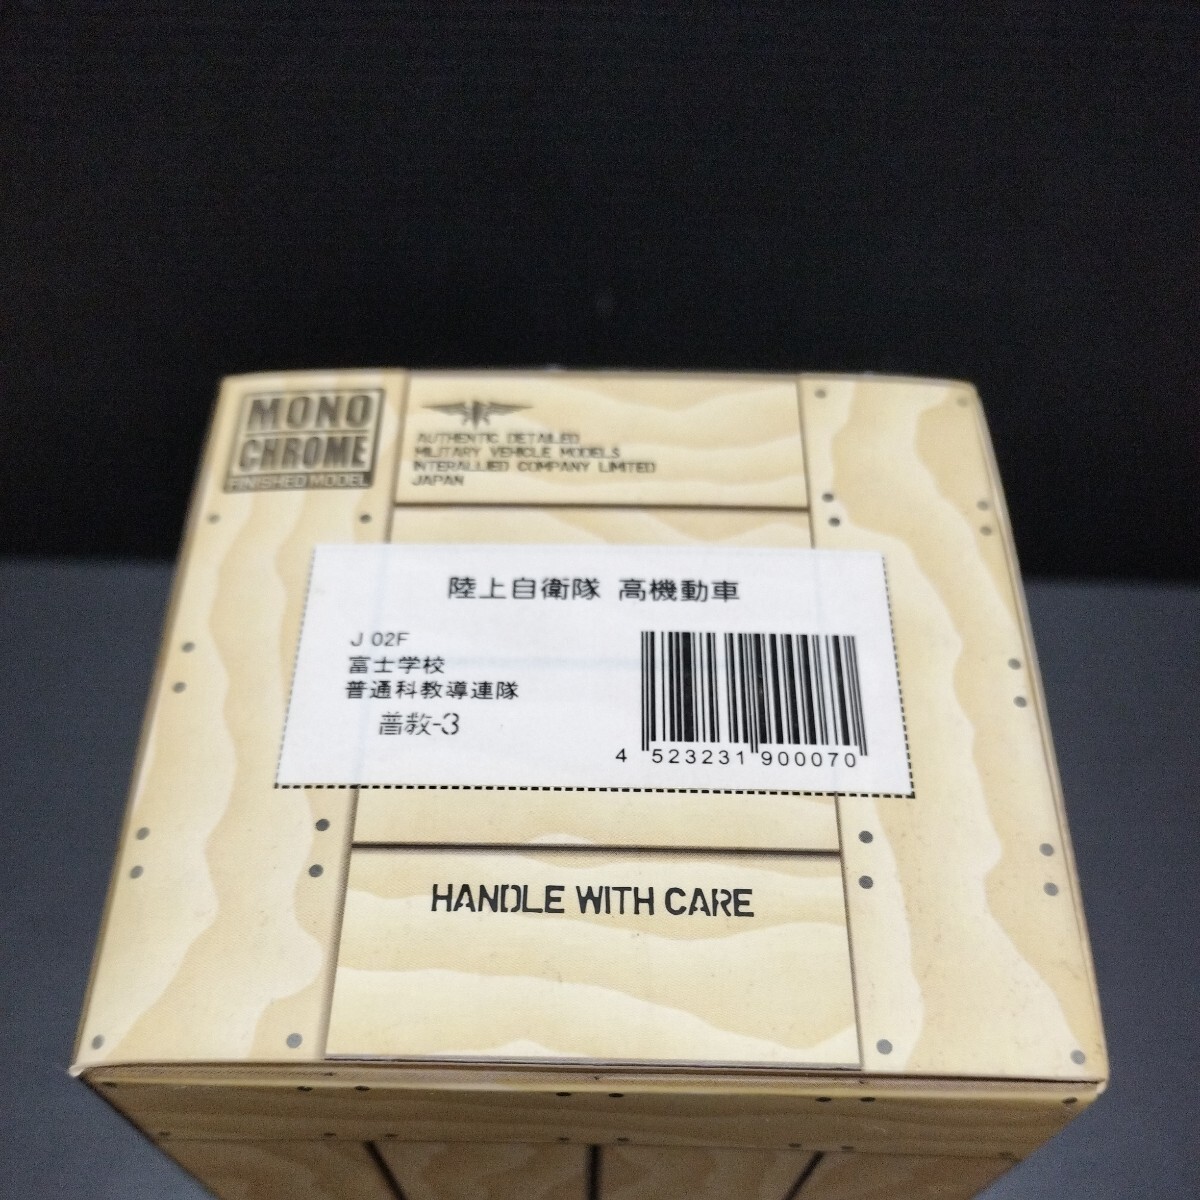 MONO
CHROME
FINISHED MODEL
AUTHENTIC DETAILED
MILITARY VEHICLE MODELS
INTERALLIED COMPANY LIMITED
JAPAN
陸上自衛隊 高機動車
J 02F
富士学校
普通科教導連隊
普教-3
4 523231 900070
HANDLE WITH CARE